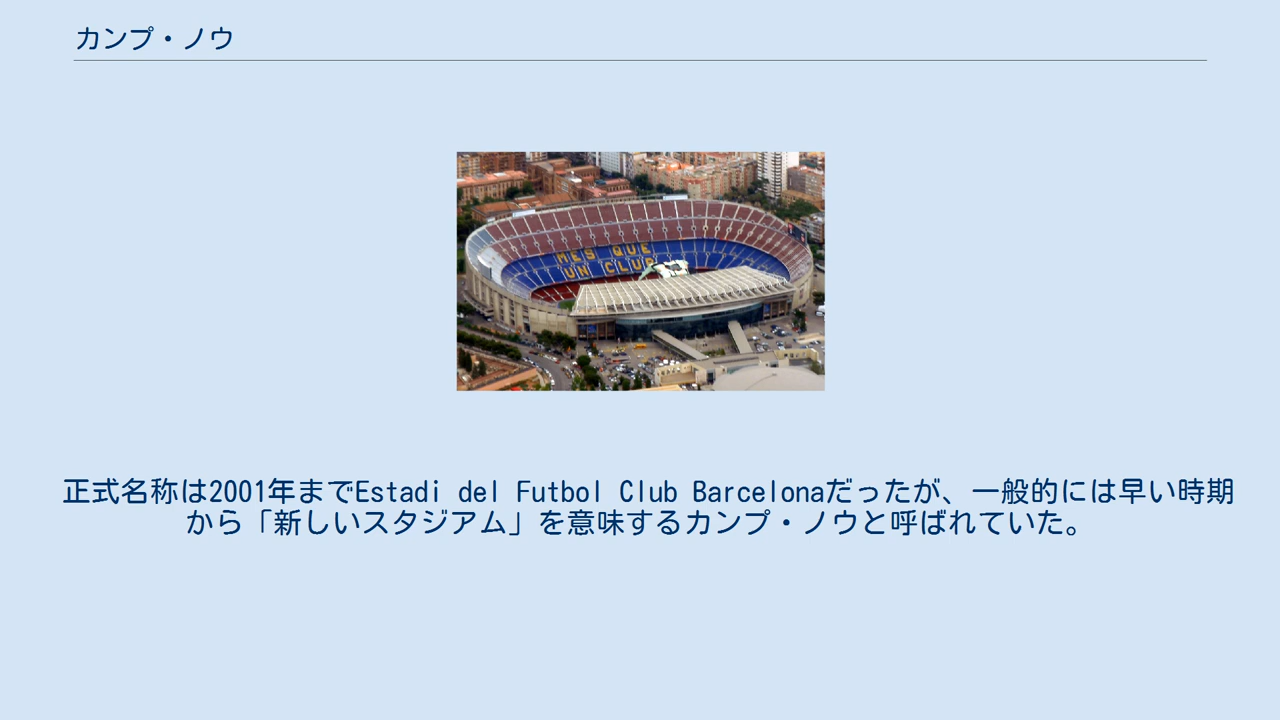 カンプ・ノウ
MES QUE
UN CLUB
正式名称は2001年までEstadi del Futbol Club Barcelonaだったが、一般的には早い時期
から「新しいスタジアム」を意味するカンプ・ノウと呼ばれていた。